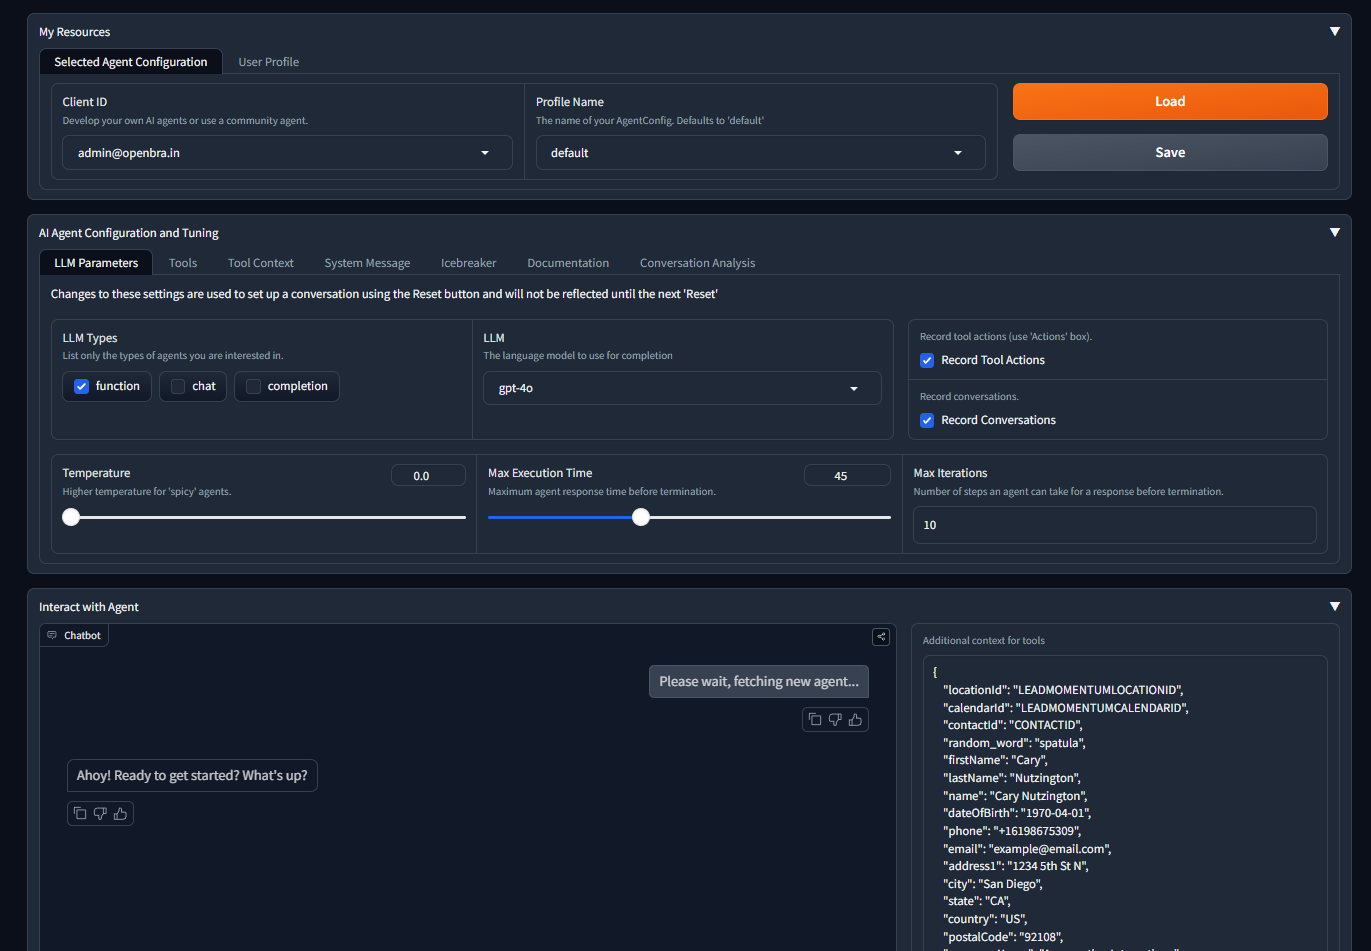 My Resources
Selected Agent Configuration
User Profile
Client ID
Develop your own AI agents or use a community agent.
admin@openbra.in
Profile Name
The name of your AgentConfig. Defaults to 'default'
default
Load
Save
AI Agent Configuration and Tuning
LLM Parameters
Tools
Tool Context
System Message
Icebreaker
Documentation
Conversation Analysis
Changes to these settings are used to set up a conversation using the Reset button and will not be reflected until the next 'Reset'
LLM Types
List only the types of agents you are interested in.
function
chat
completion
LLM
The language model to use for completion
gpt-4o
Record tool actions (use 'Actions' box).
Record Tool Actions
Record conversations.
Record Conversations
Temperature
0.0
Higher temperature for 'spicy' agents.
Max Execution Time
45
Maximum agent response time before termination.
Max Iterations
Number of steps an agent can take for a response before termination.
10
Interact with Agent
Chatbot
Please wait, fetching new agent...
Ahoy! Ready to get started? What's up?
Additional context for tools
{
"locationId": "LEADMOMENTUMLOCATIONID",
"calendarId": "LEADMOMENTUMCALENDARID",
"contactId": "CONTACTID",
"random_word": "spatula",
"firstName": "Cary",
"lastName": "Nutzington",
"name": "Cary Nutzington",
"dateOfBirth": "1970-04-01",
"phone": "+16198675309",
"email": "example@email.com",
"address1": "1234 5th St N",
"city": "San Diego",
"state": "CA",
"country": "US",
"postalCode": "92108",